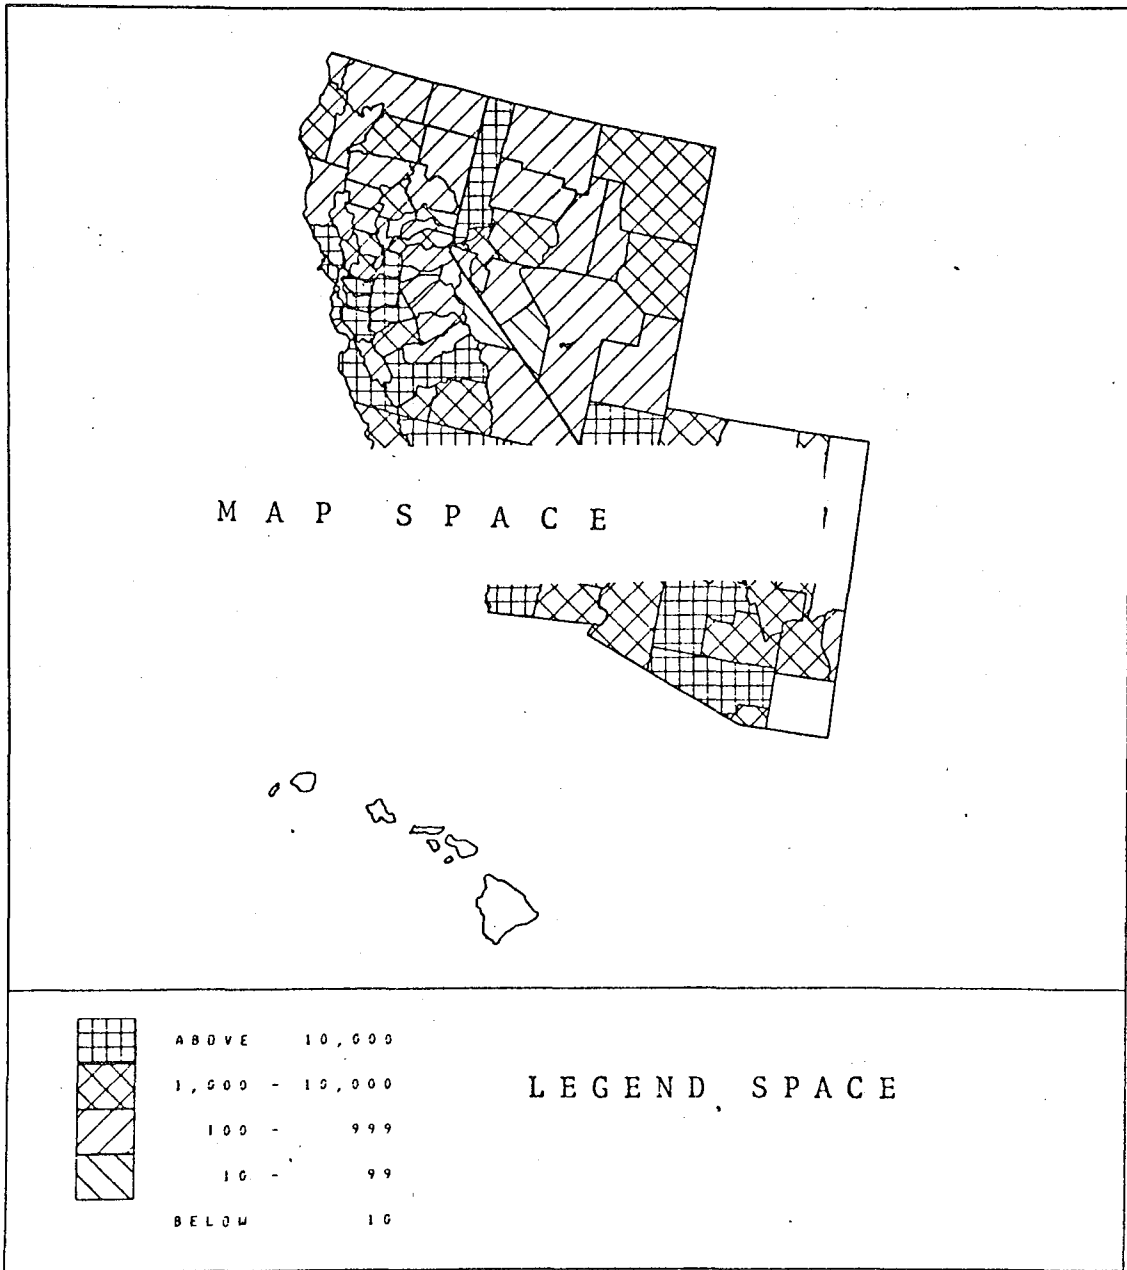 MAP SPACE
ABOVE 10,000
1,000 - 10,000
LEGEND SPACE
100 - 999
10 - 99
BELOW 10